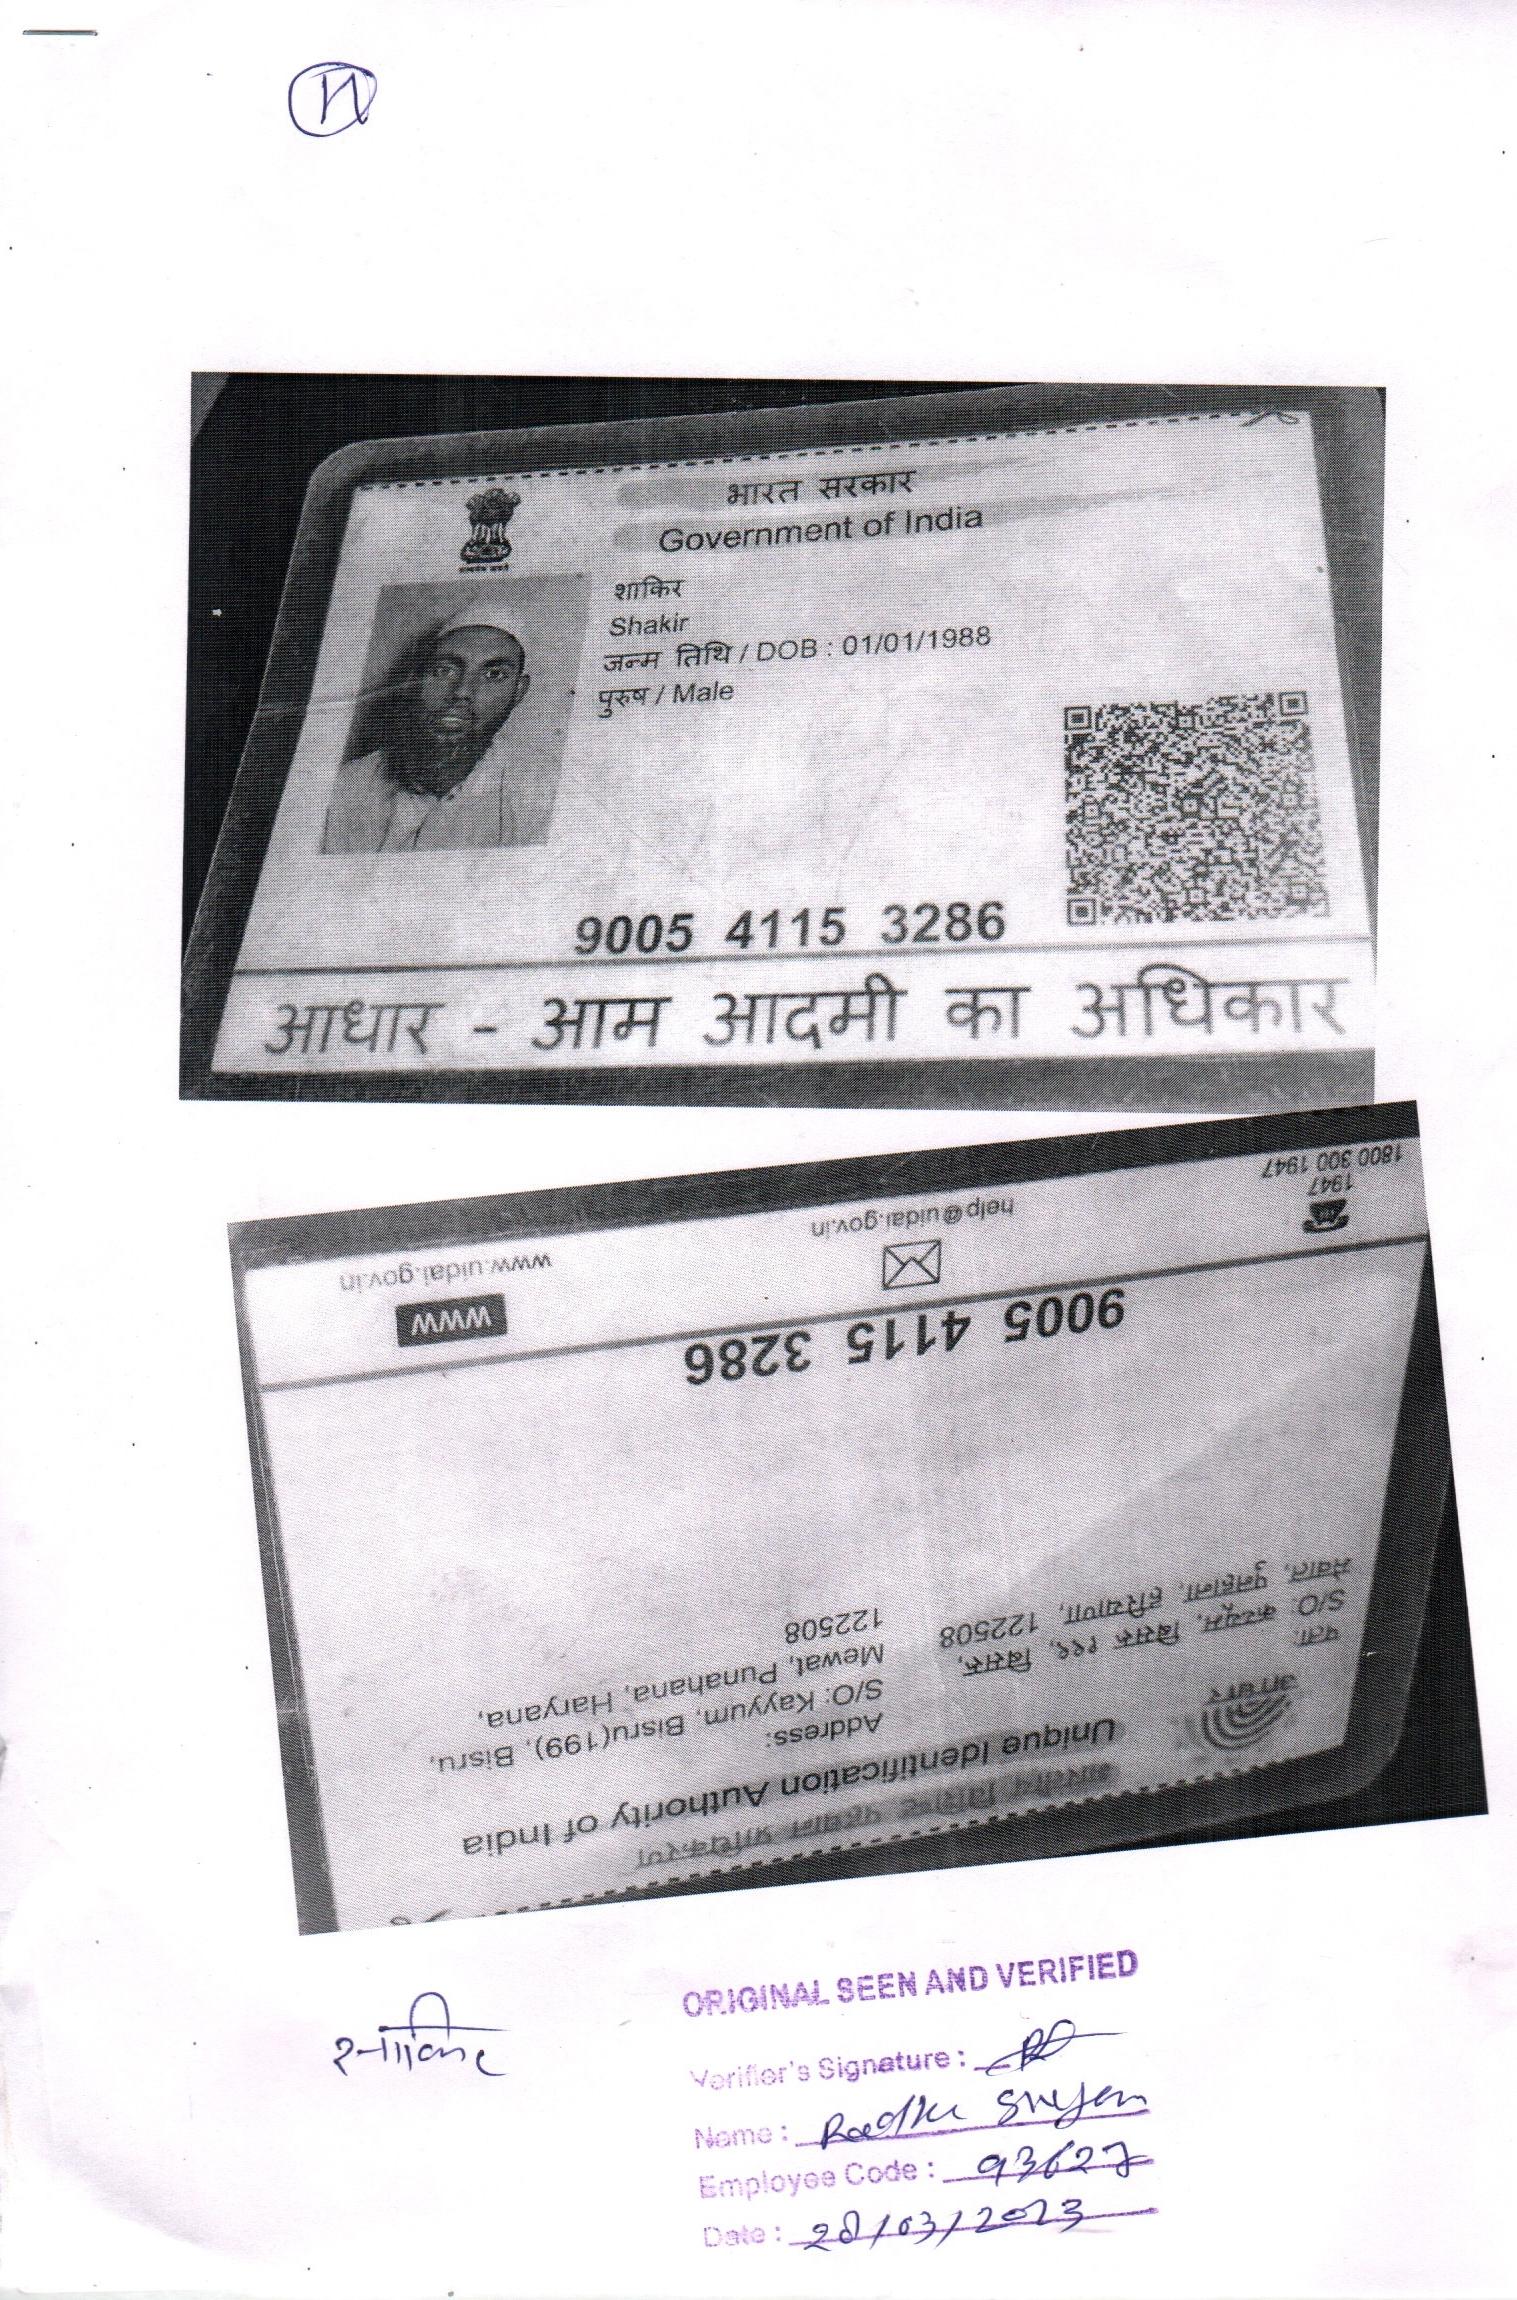 भारत सरकार
Government of India
शाकिर
Shakir
जन्म तिथि / DOB : 01/01/1988
पुरुष / Male
9005 4115 3286
आधार - आम आदमी का अधिकार
भारतीय विशिष्ट पहचान प्राधिकरण
Unique Identification Authority of India
आधार
पता:
S/O: कय्यूम, बिसरू १९९, बिसरू,
मेवात, पुनहाना, हरियाणा, 122508
Address:
S/O: Kayyum, Bisru(199), Bisru,
Mewat, Punahana, Haryana,
122508
9005 4115 3286
1947
1800 300 1947
help@uidai.gov.in
WWW
www.uidai.gov.in
ORIGINAL SEEN AND VERIFIED
Verifier's Signature :
Name : Radhe Shyam
Employee Code : 93627
Date : 28/03/2023